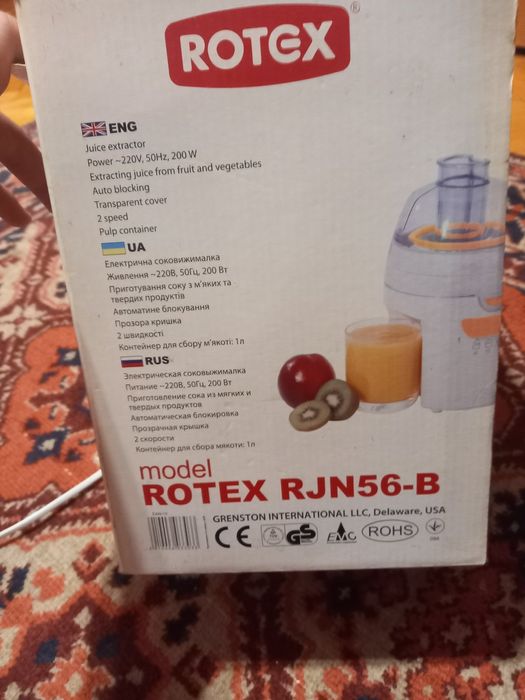 ROTEX®
ENG
Juice extractor
Power ~220V, 50Hz, 200 W
Extracting juice from fruit and vegetables
Auto blocking
Transparent cover
2 speed
Pulp container
UA
Електрична соковижималка
Живлення ~220В, 50Гц, 200 Вт
Приготування соку з м'яких та
твердих продуктів
Автоматине блокування
Прозора кришка
2 швидкості
Контейнер для збору м'якоті: 1л
RUS
Электрическая соковыжималка
Питание ~220В, 50Гц, 200 Вт
Приготовление сока из мягких и
твердых продуктов
Автоматическая блокировка
Прозрачная крышка
2 скорости
Контейнер для сбора мякоти: 1л
model
ROTEX RJN56-B
GRENSTON INTERNATIONAL LLC, Delaware, USA
CE GS EMC ROHS